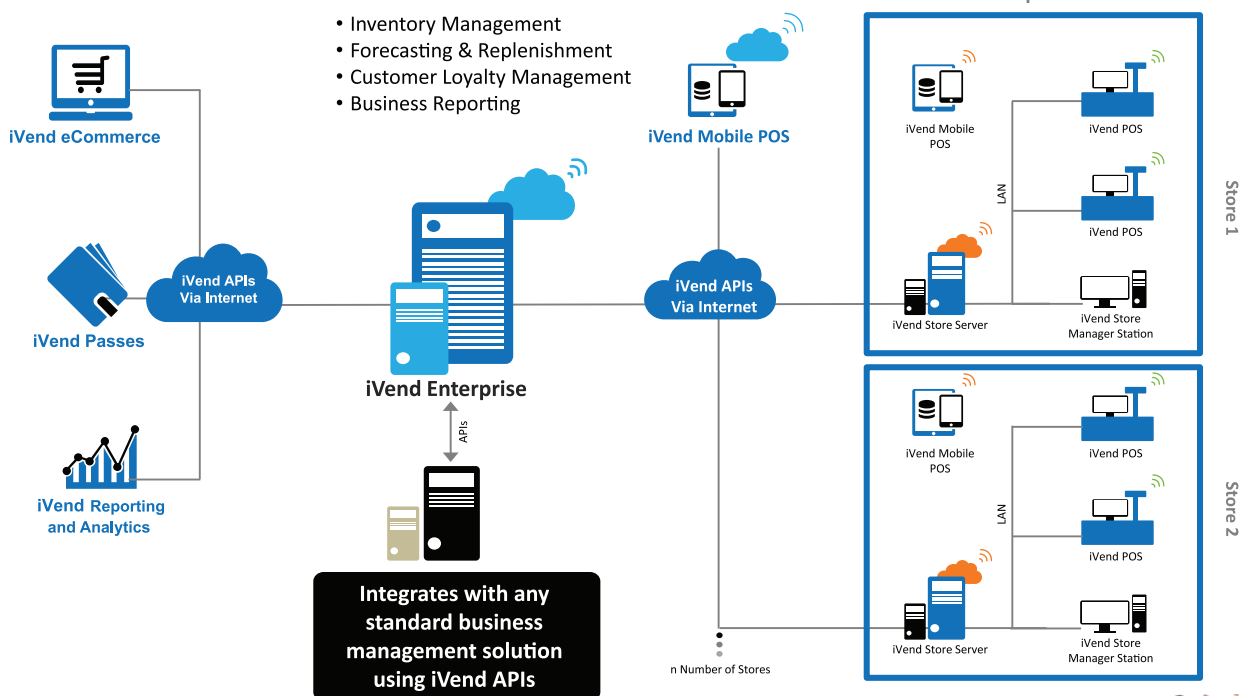 • Inventory Management
• Forecasting & Replenishment
• Customer Loyalty Management
• Business Reporting
iVend eCommerce
iVend Passes
iVend Reporting
and Analytics
iVend APIs
Via Internet
iVend Enterprise
APIs
Integrates with any
standard business
management solution
using iVend APIs
iVend Mobile POS
iVend APIs
Via Internet
n Number of Stores
iVend Mobile
POS
iVend POS
LAN
iVend POS
iVend Store Server
iVend Store
Manager Station
Store 1
iVend Mobile
POS
iVend POS
LAN
iVend POS
iVend Store Server
iVend Store
Manager Station
Store 2